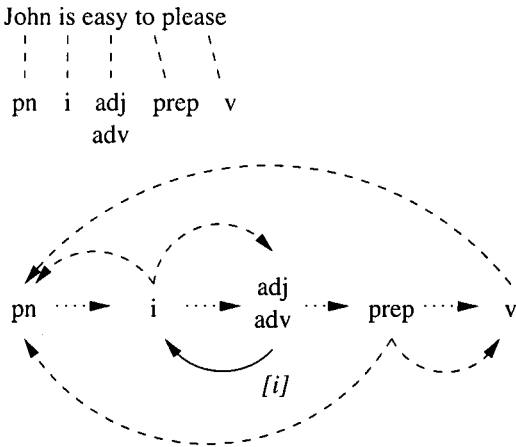 John is easy to please
pn i adj prep v
adv
adj
pn i prep v
adv
[i]